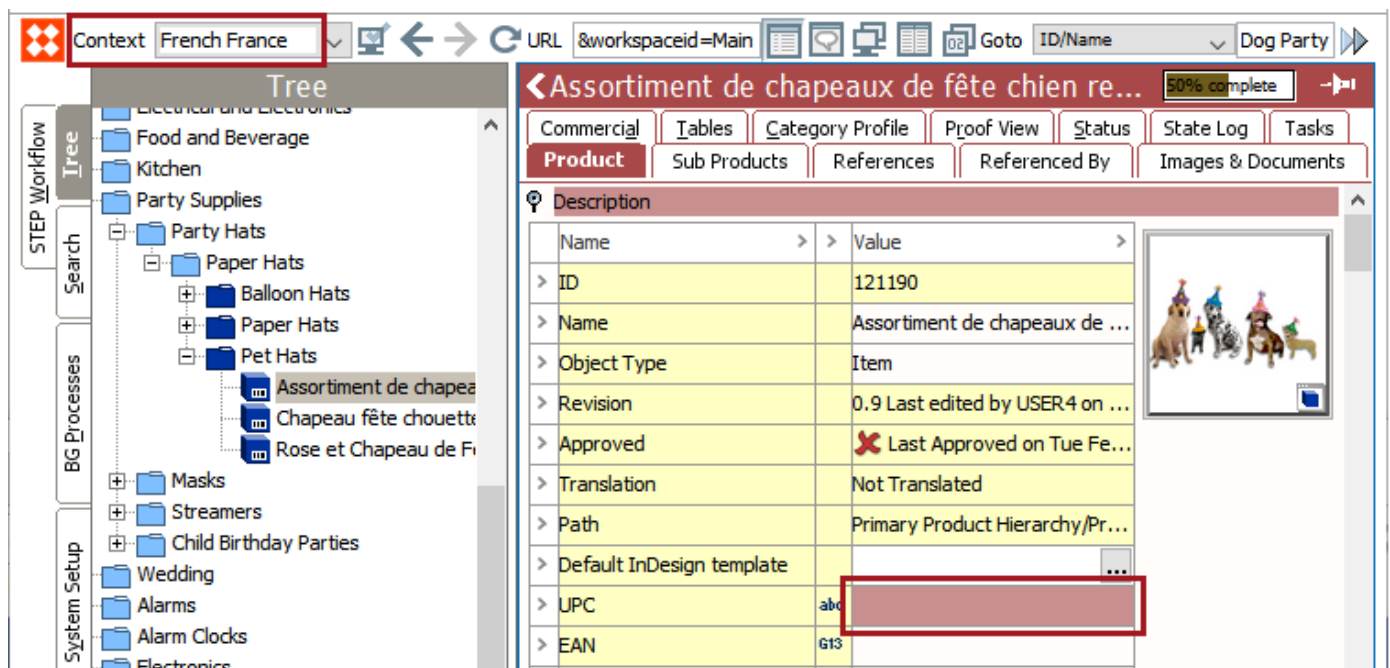 Context French France URL &workspaceid=Main Goto ID/Name Dog Party
STEP Workflow
Tree
Search
BG Processes
System Setup
Tree
Electrical and Electronics
Food and Beverage
Kitchen
Party Supplies
Party Hats
Paper Hats
Balloon Hats
Paper Hats
Pet Hats
Assortiment de chapea
Chapeau fête chouette
Rose et Chapeau de F
Masks
Streamers
Child Birthday Parties
Wedding
Alarms
Alarm Clocks
Electronics
Assortiment de chapeaux de fête chien re... 50% complete
Commercial Tables Category Profile Proof View Status State Log Tasks
Product Sub Products References Referenced By Images & Documents
Description
Name > > Value >
> ID 121190
> Name Assortiment de chapeaux de ...
> Object Type Item
> Revision 0.9 Last edited by USER4 on ...
> Approved Last Approved on Tue Fe...
> Translation Not Translated
> Path Primary Product Hierarchy/Pr...
> Default InDesign template ...
> UPC abc
> EAN G13